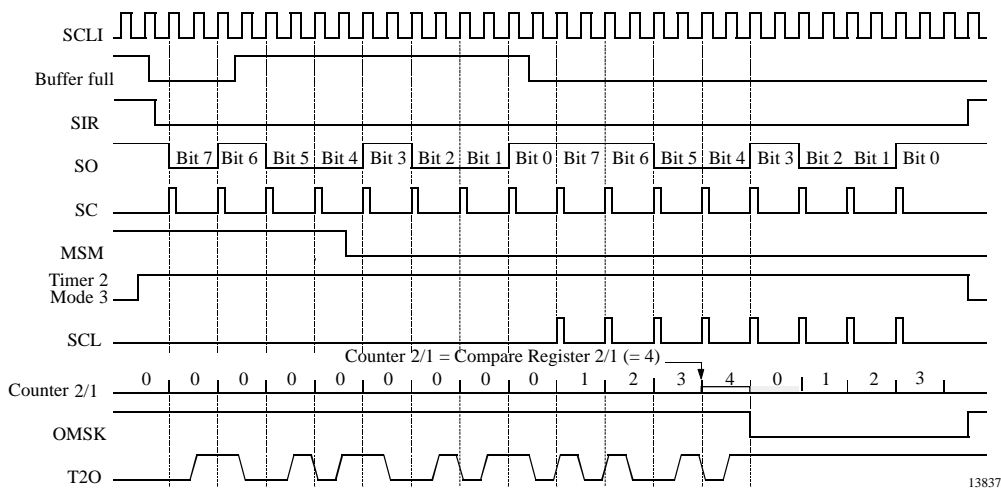 SCLI
Buffer full
SIR
SO Bit 7 Bit 6 Bit 5 Bit 4 Bit 3 Bit 2 Bit 1 Bit 0 Bit 7 Bit 6 Bit 5 Bit 4 Bit 3 Bit 2 Bit 1 Bit 0
SC
MSM
Timer 2
Mode 3
SCL
Counter 2/1 = Compare Register 2/1 (= 4)
Counter 2/1 0 0 0 0 0 0 0 0 0 1 2 3 4 0 1 2 3
OMSK
T2O
13837